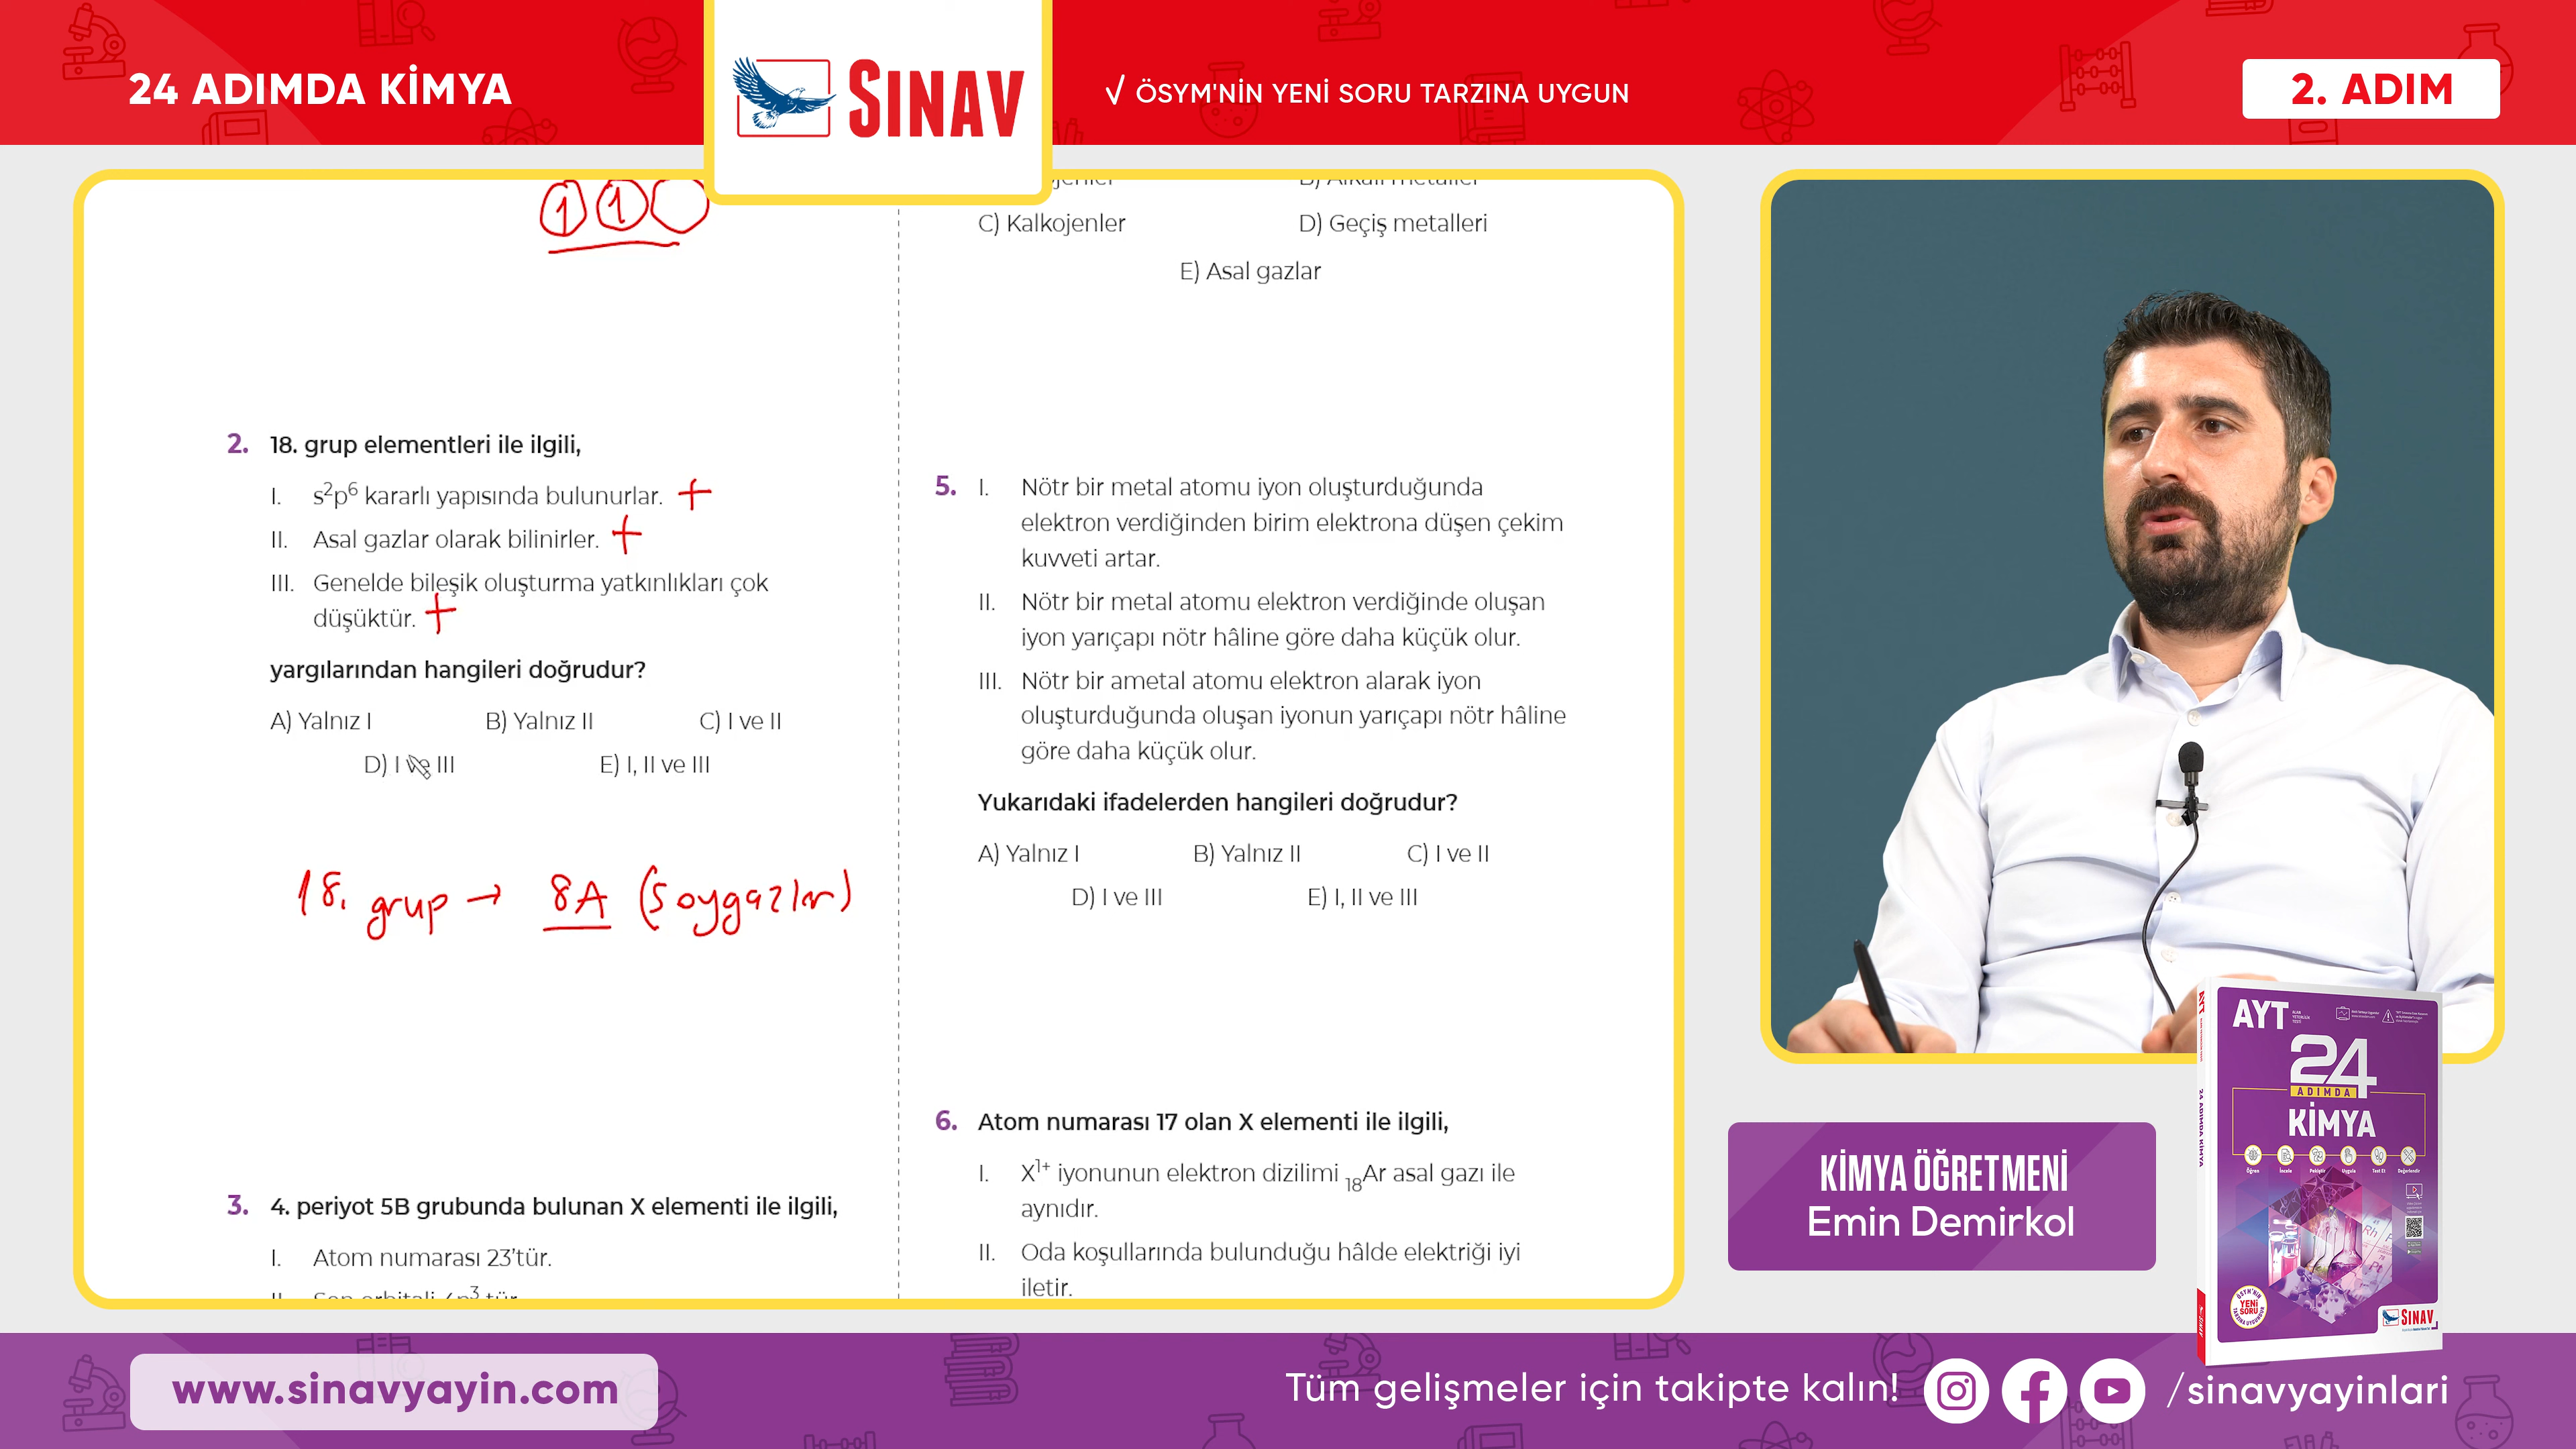 24 ADIMDA KİMYA
SINAV
√ ÖSYM'NİN YENİ SORU TARZINA UYGUN
2. ADIM
1 1
2. 18. grup elementleri ile ilgili,
I. s²p⁶ kararlı yapısında bulunurlar. +
II. Asal gazlar olarak bilinirler. +
III. Genelde bileşik oluşturma yatkınlıkları çok
düşüktür. +
yargılarından hangileri doğrudur?
A) Yalnız I B) Yalnız II C) I ve II
D) I ve III E) I, II ve III
18. grup → 8A (Soygazlar)
3. 4. periyot 5B grubunda bulunan X elementi ile ilgili,
I. Atom numarası 23'tür.
C) Kalkojenler D) Geçiş metalleri
E) Asal gazlar
5. I. Nötr bir metal atomu iyon oluşturduğunda
elektron verdiğinden birim elektrona düşen çekim
kuvveti artar.
II. Nötr bir metal atomu elektron verdiğinde oluşan
iyon yarıçapı nötr hâline göre daha küçük olur.
III. Nötr bir ametal atomu elektron alarak iyon
oluşturduğunda oluşan iyonun yarıçapı nötr hâline
göre daha küçük olur.
Yukarıdaki ifadelerden hangileri doğrudur?
A) Yalnız I B) Yalnız II C) I ve II
D) I ve III E) I, II ve III
6. Atom numarası 17 olan X elementi ile ilgili,
I. X¹⁺ iyonunun elektron dizilimi ₁₈Ar asal gazı ile
aynıdır.
II. Oda koşullarında bulunduğu hâlde elektriği iyi
iletir.
KİMYA ÖĞRETMENİ
Emin Demirkol
AYT
24
ADIMDA
KİMYA
YENİ
SORU
SINAV
24 ADIMDA KİMYA
www.sinavyayin.com
Tüm gelişmeler için takipte kalın!
/sinavyayinlari